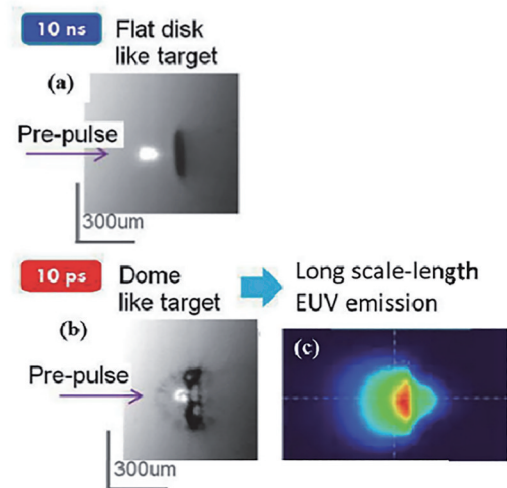 10 ns
Flat disk
like target
(a)
Pre-pulse
300um
10 ps
Dome
like target
Long scale-length
EUV emission
(b)
(c)
Pre-pulse
300um